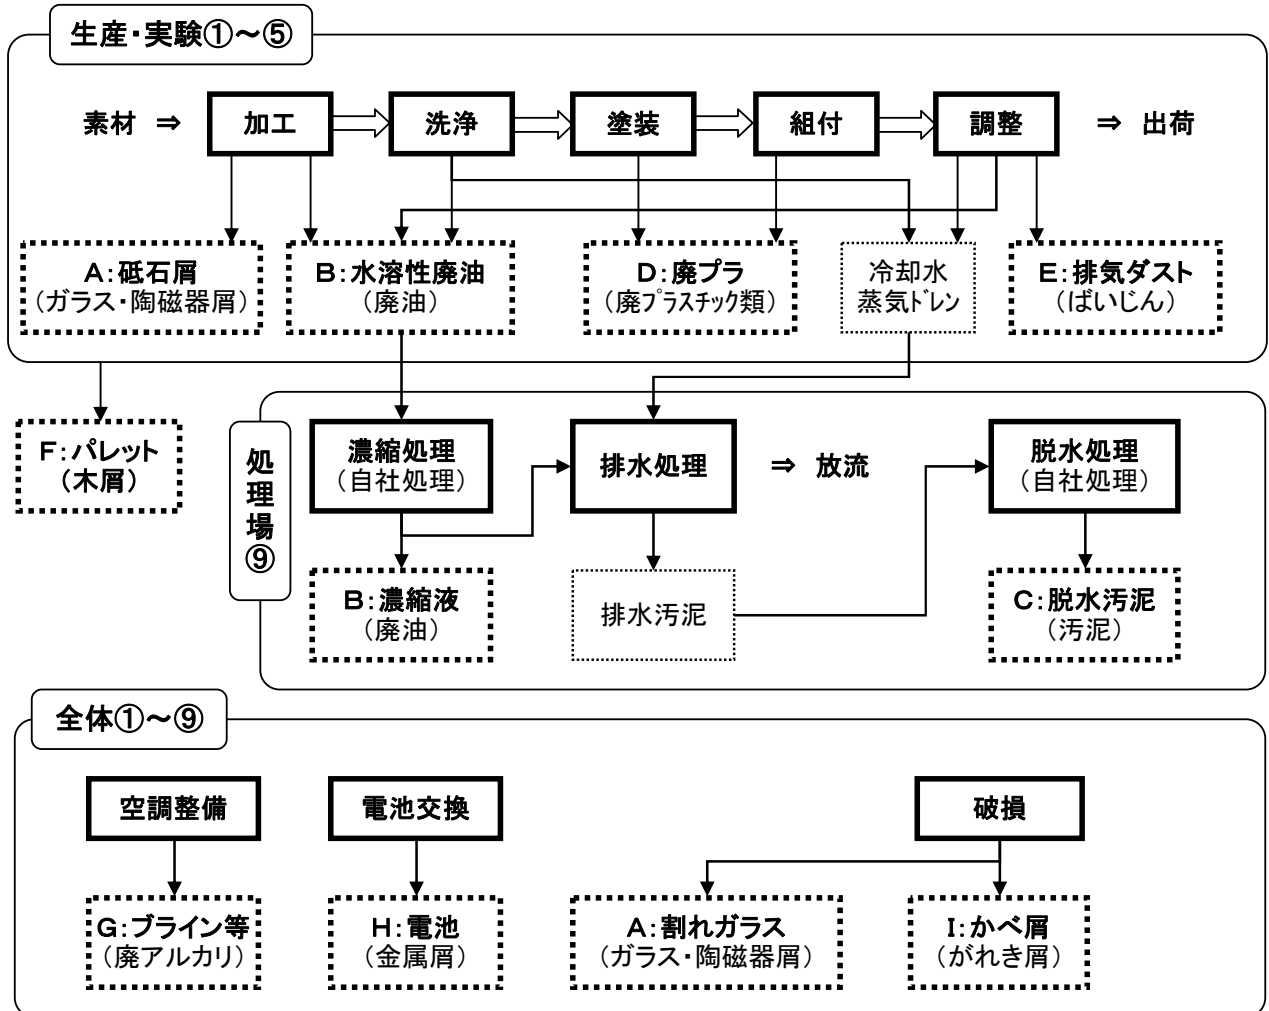 生産・実験①～⑤
素材 ⇒ 加工 洗浄 塗装 組付 調整 ⇒ 出荷
A：砥石屑
（ガラス・陶磁器屑）
B：水溶性廃油
（廃油）
D：廃プラ
（廃プラスチック類）
冷却水
蒸気ドレン
E：排気ダスト
（ばいじん）
F：パレット
（木屑）
処理場⑨
濃縮処理
（自社処理）
排水処理
⇒ 放流
脱水処理
（自社処理）
B：濃縮液
（廃油）
排水汚泥
C：脱水汚泥
（汚泥）
全体①～⑨
空調整備
電池交換
破損
G：ブライン等
（廃アルカリ）
H：電池
（金属屑）
A：割れガラス
（ガラス・陶磁器屑）
I：かべ屑
（がれき屑）